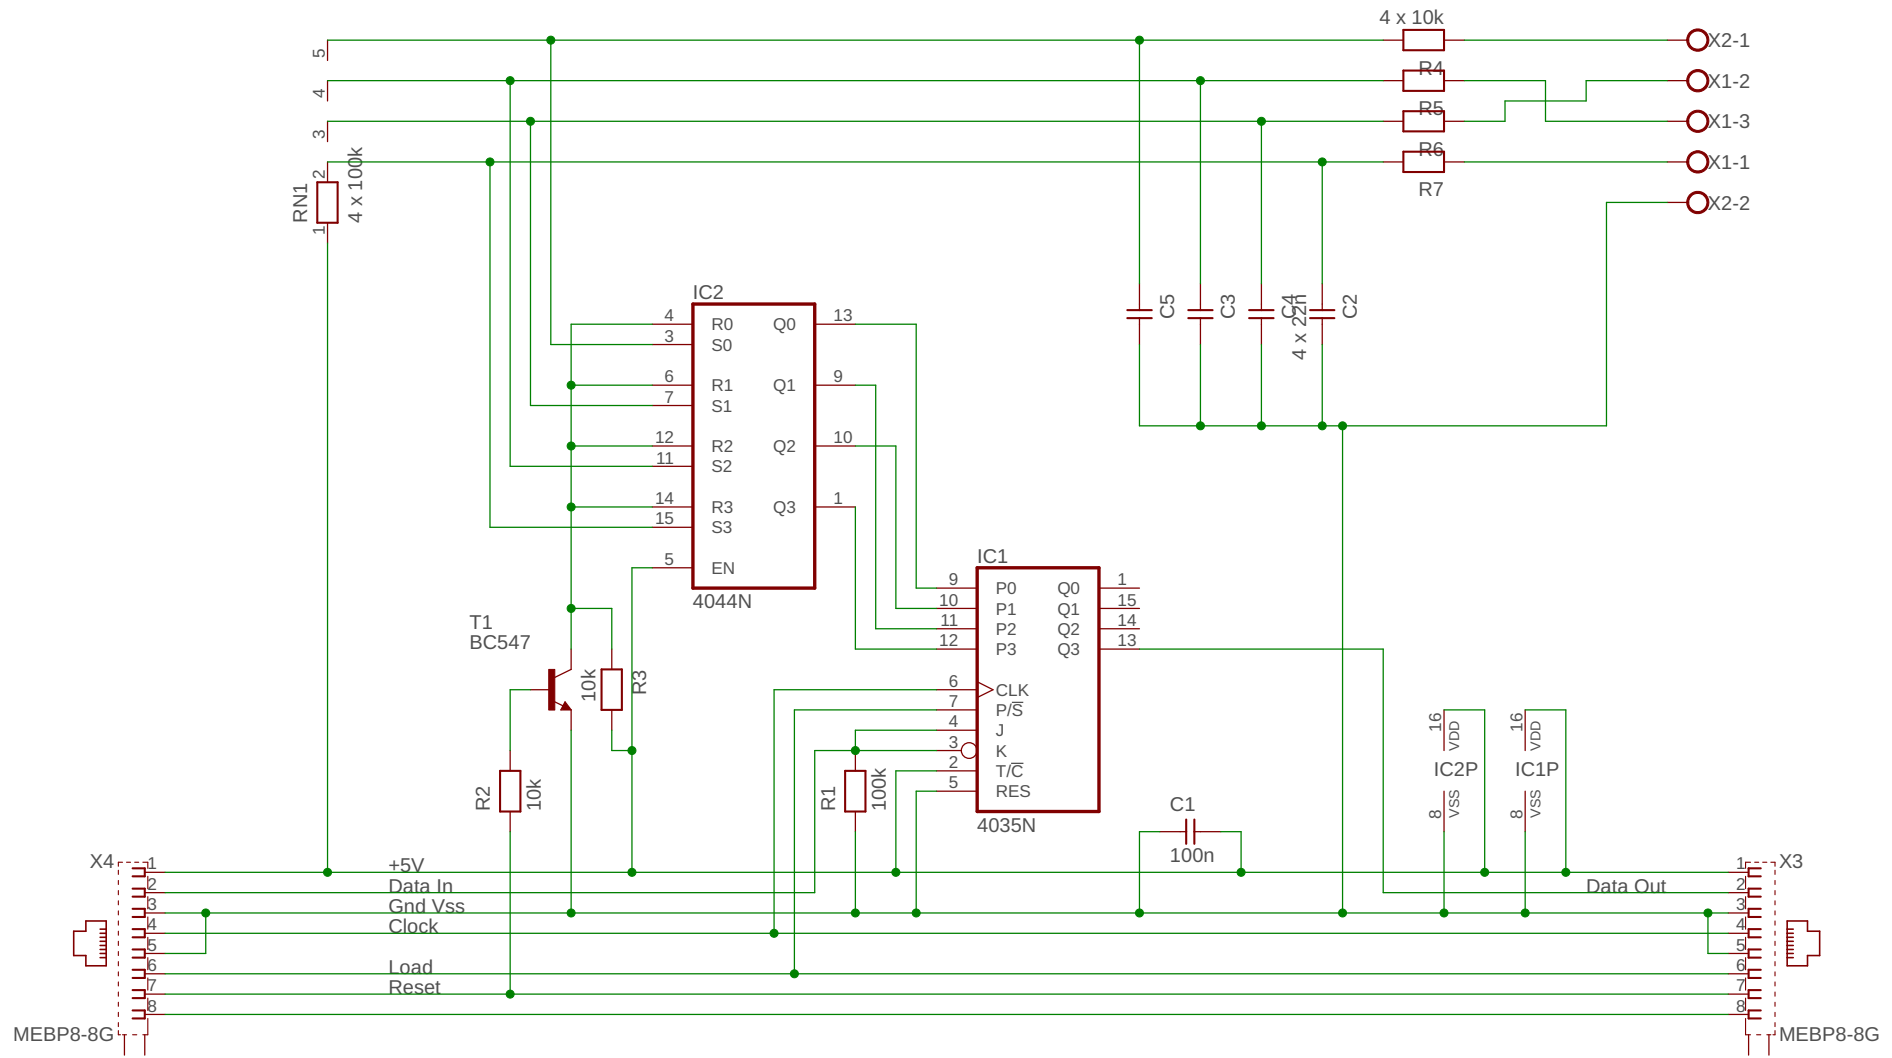 4 x 10k
5
X2-1
R4
4
X1-2
R5
3
X1-3
R6
2
X1-1
R7
RN1
4 x 100k
1
X2-2
IC2
4 R0 Q0 13
3 S0
6 R1 Q1 9
7 S1
12 R2 Q2 10
11 S2
14 R3 Q3 1
15 S3
5 EN
4044N
C5
C3
C4
4 x 22n
C2
IC1
9 P0 Q0 1
10 P1 Q1 15
11 P2 Q2 14
12 P3 Q3 13
6 CLK
7 P/S̅
4 J
3 K
2 T/C̅
5 RES
4035N
T1
BC547
10k
R3
R2
10k
R1
100k
C1
100n
16
VDD
IC2P
8
VSS
16
VDD
IC1P
8
VSS
X4
1 +5V
2 Data In
3 Gnd Vss
4 Clock
5
6 Load
7 Reset
8
MEBP8-8G
X3
1
Data Out 2
3
4
5
6
7
8
MEBP8-8G